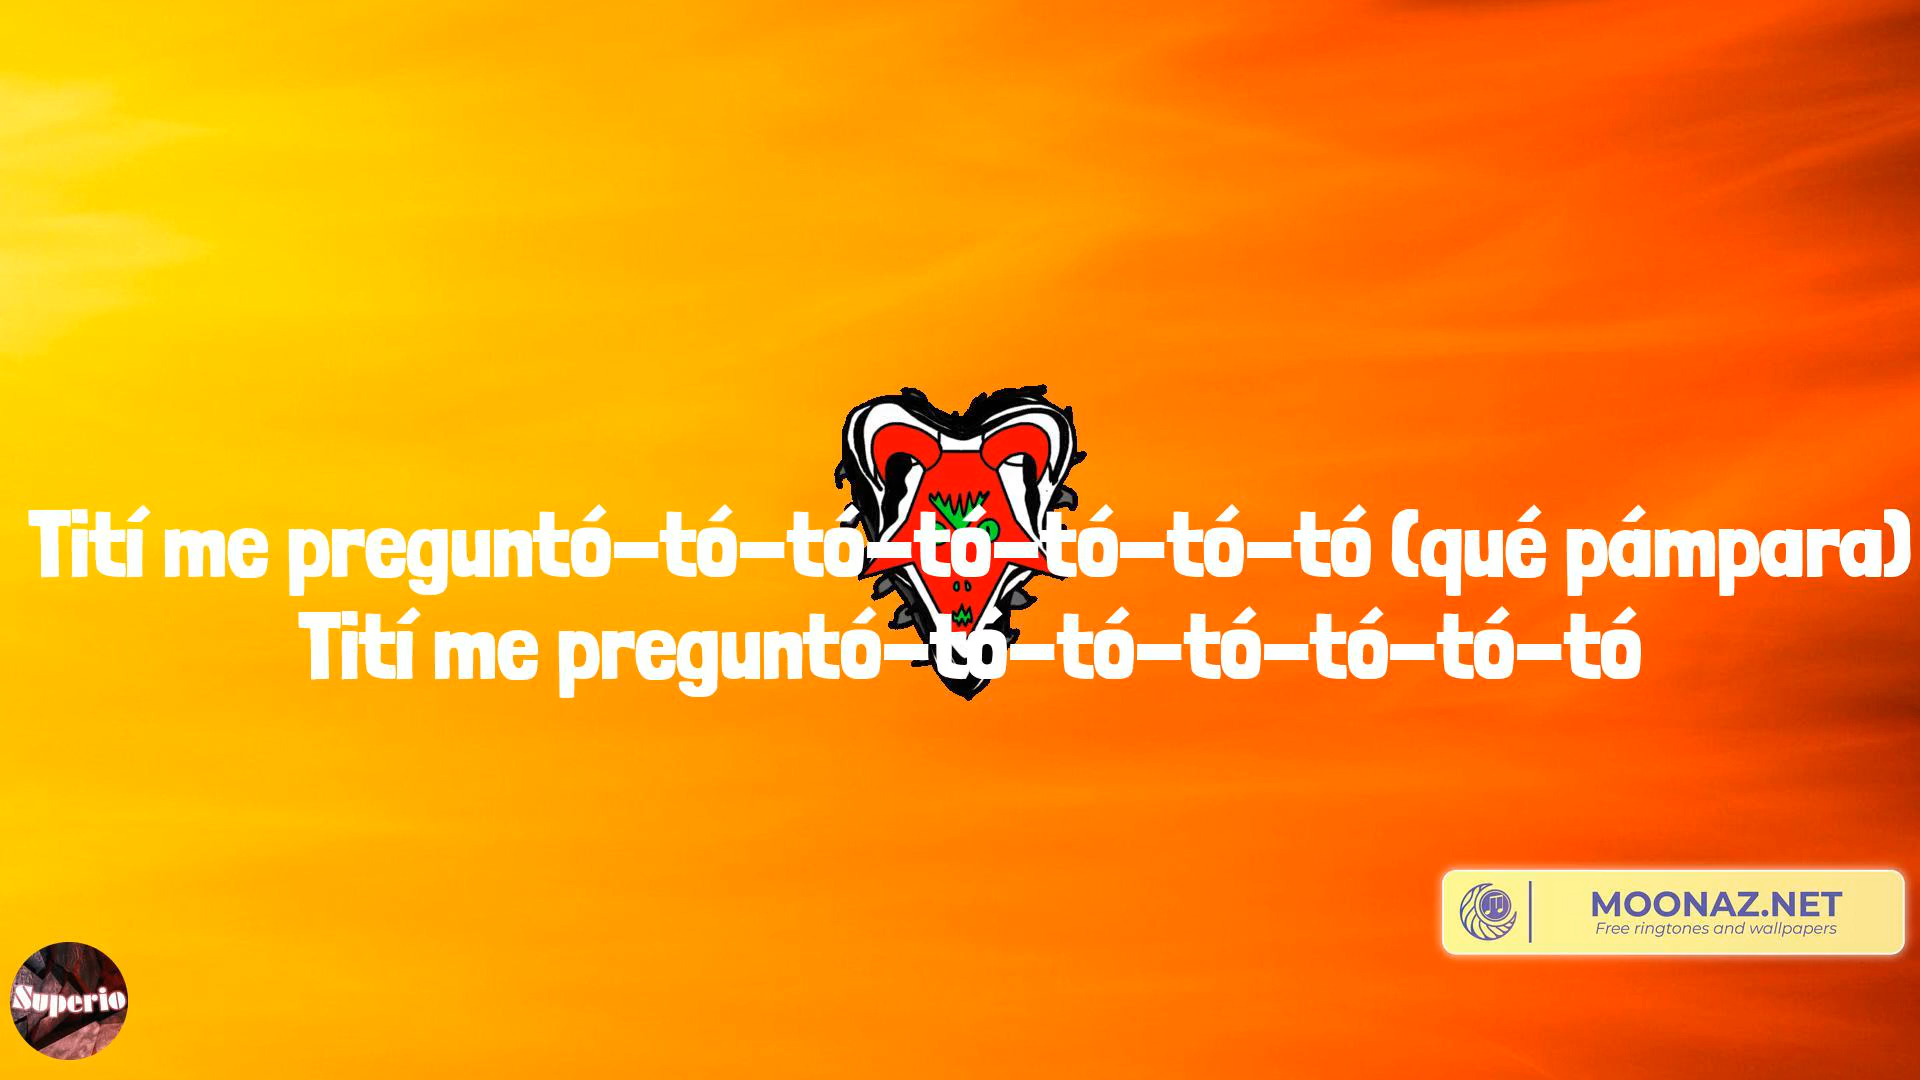 Tití me preguntó-tó-tó-tó-tó-tó-tó (qué pámpara)
Tití me preguntó-tó-tó-tó-tó-tó-tó
MOONAZ.NET
Free ringtones and wallpapers
Superio